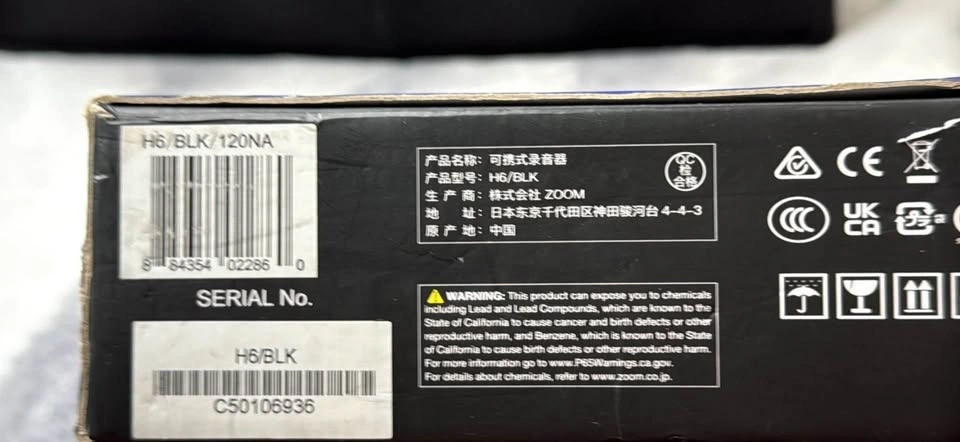 H6/BLK/120NA
8 84354 02286 0
SERIAL No.
H6/BLK
C50106936
产品名称: 可携式录音器
产品型号: H6/BLK
生 产 商: 株式会社 ZOOM
地 址: 日本东京千代田区神田骏河台 4-4-3
原 产 地: 中国
QC
检
合格
WARNING: This product can expose you to chemicals
including Lead and Lead Compounds, which are known to the
State of California to cause cancer and birth defects or other
reproductive harm, and Benzene, which is known to the State
of California to cause birth defects or other reproductive harm.
For more information go to www.P65Warnings.ca.gov.
For details about chemicals, refer to www.zoom.co.jp.
CE
CCC
UK
CA